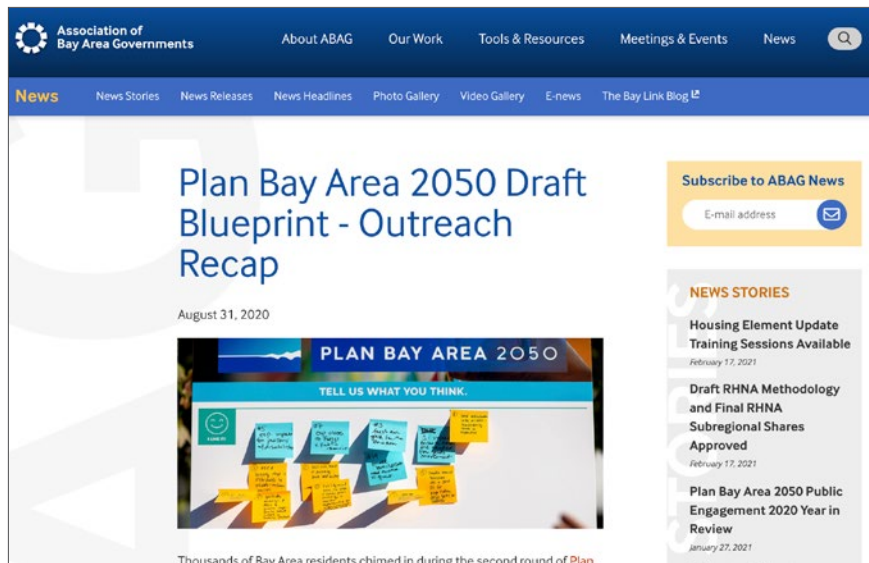 Association of
Bay Area Governments
About ABAG
Our Work
Tools & Resources
Meetings & Events
News
News
News Stories
News Releases
News Headlines
Photo Gallery
Video Gallery
E-news
The Bay Link Blog
Plan Bay Area 2050 Draft
Blueprint - Outreach
Recap
August 31, 2020
PLAN BAY AREA 2050
TELL US WHAT YOU THINK.
Thousands of Bay Area residents chimed in during the second round of Plan
Subscribe to ABAG News
E-mail address
NEWS STORIES
Housing Element Update
Training Sessions Available
February 17, 2021
Draft RHNA Methodology
and Final RHNA
Subregional Shares
Approved
February 17, 2021
Plan Bay Area 2050 Public
Engagement 2020 Year in
Review
January 27, 2021
STORIES